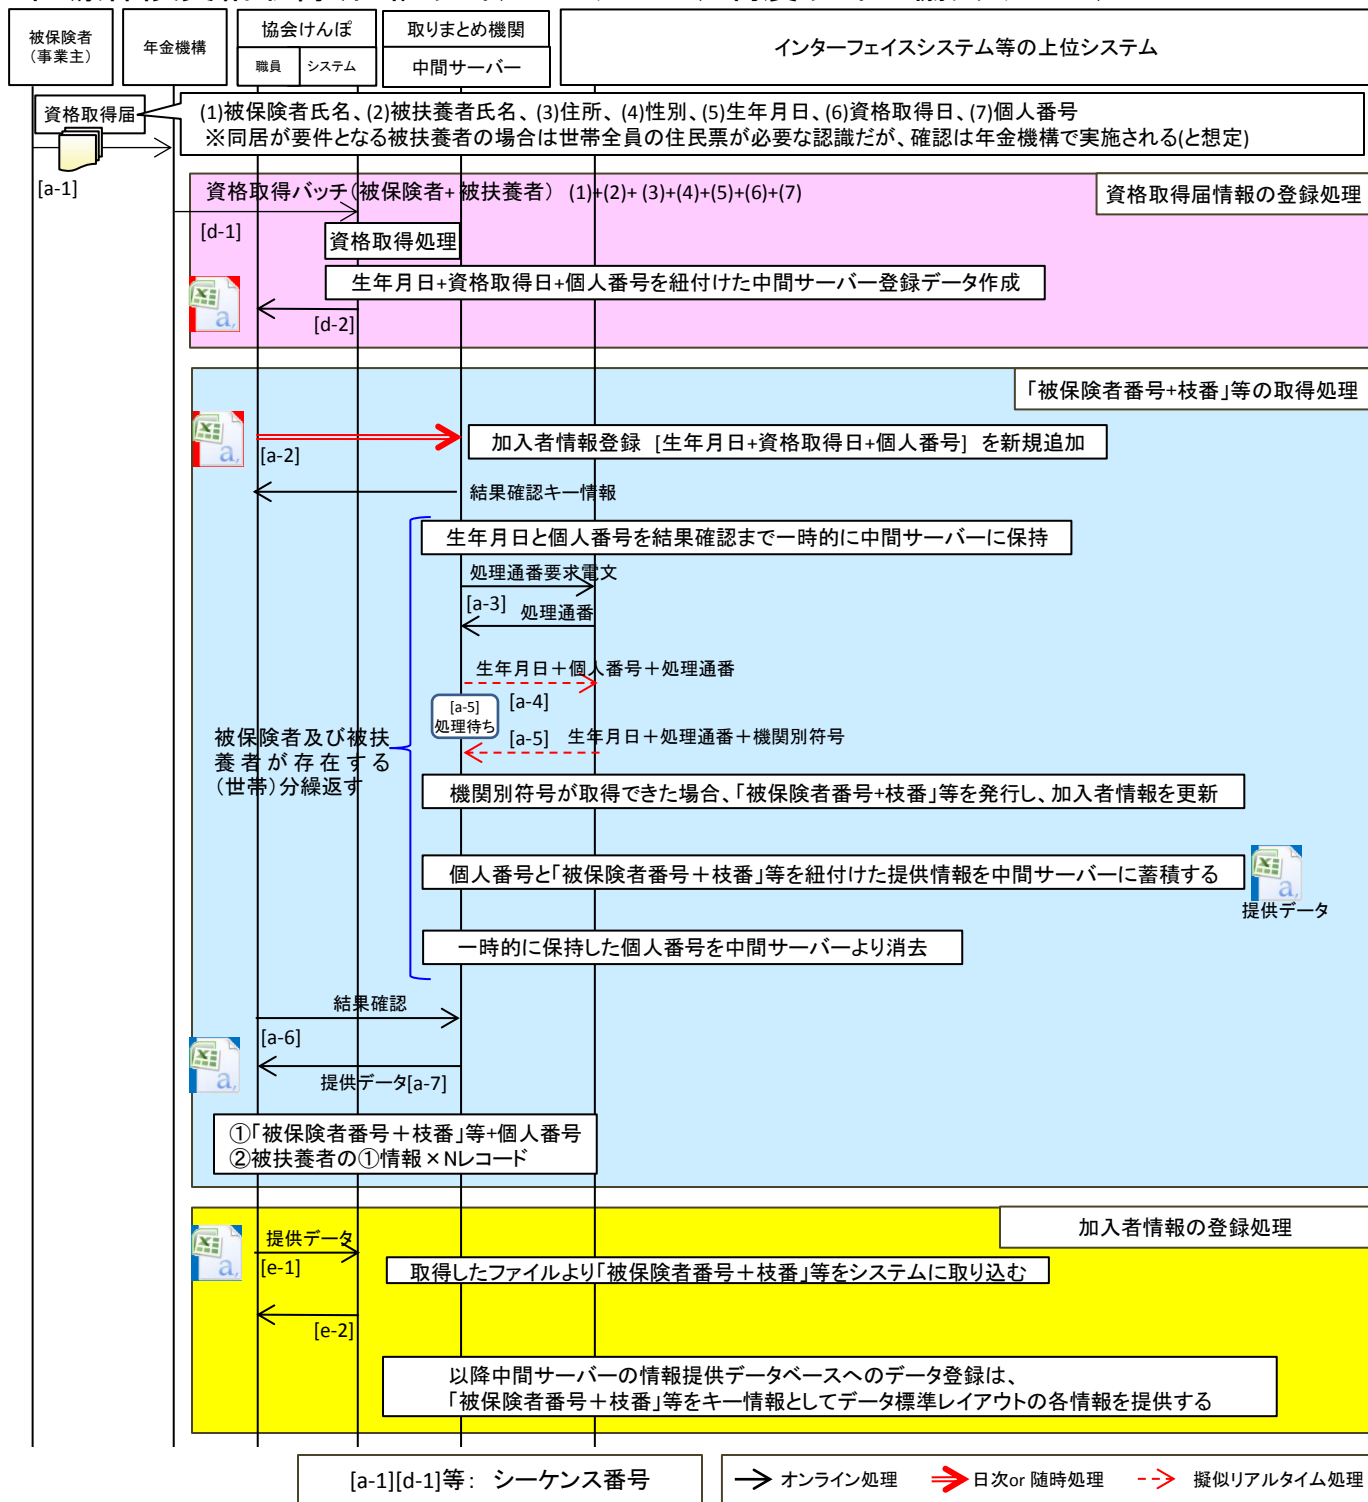 被保険者
（事業主）
年金機構
協会けんぽ
職員
システム
取りまとめ機関
中間サーバー
インターフェイスシステム等の上位システム
資格取得届
(1)被保険者氏名、(2)被扶養者氏名、(3)住所、(4)性別、(5)生年月日、(6)資格取得日、(7)個人番号
※同居が要件となる被扶養者の場合は世帯全員の住民票が必要な認識だが、確認は年金機構で実施される(と想定)
[a-1]
資格取得バッチ（被保険者+被扶養者） (1)+(2)+(3)+(4)+(5)+(6)+(7)
資格取得届情報の登録処理
[d-1]
資格取得処理
生年月日+資格取得日+個人番号を紐付けた中間サーバー登録データ作成
[d-2]
「被保険者番号+枝番」等の取得処理
加入者情報登録 [生年月日+資格取得日+個人番号] を新規追加
[a-2]
結果確認キー情報
生年月日と個人番号を結果確認まで一時的に中間サーバーに保持
処理通番要求電文
[a-3]
処理通番
生年月日＋個人番号＋処理通番
[a-4]
[a-5]
処理待ち
[a-5]
生年月日＋処理通番＋機関別符号
被保険者及び被扶
養者が存在する
（世帯）分繰返す
機関別符号が取得できた場合、「被保険者番号+枝番」等を発行し、加入者情報を更新
個人番号と「被保険者番号＋枝番」等を紐付けた提供情報を中間サーバーに蓄積する
提供データ
一時的に保持した個人番号を中間サーバーより消去
結果確認
[a-6]
提供データ[a-7]
①「被保険者番号＋枝番」等+個人番号
②被扶養者の①情報×Nレコード
加入者情報の登録処理
提供データ
[e-1]
取得したファイルより「被保険者番号＋枝番」等をシステムに取り込む
[e-2]
以降中間サーバーの情報提供データベースへのデータ登録は、
「被保険者番号＋枝番」等をキー情報としてデータ標準レイアウトの各情報を提供する
[a-1][d-1]等： シーケンス番号
オンライン処理
日次or 随時処理
擬似リアルタイム処理